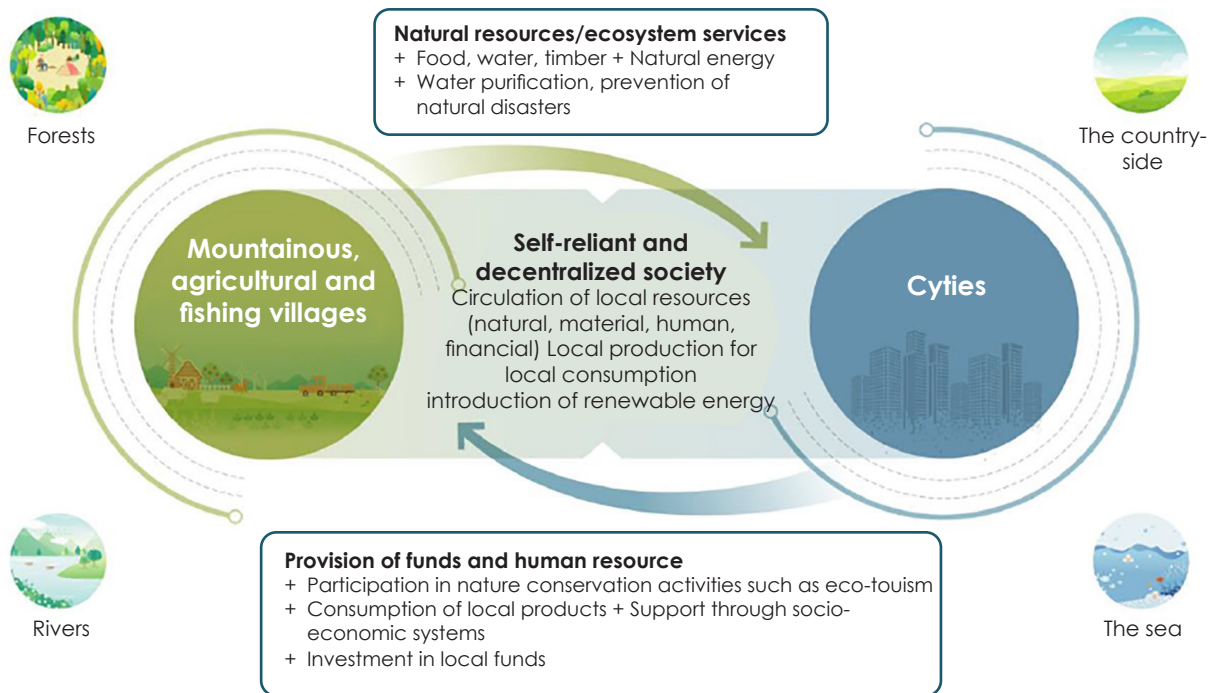 Natural resources/ecosystem services
+ Food, water, timber + Natural energy
+ Water purification, prevention of
natural disasters
Forests
The country-
side
Mountainous,
agricultural and
fishing villages
Self-reliant and
decentralized society
Circulation of local resources
(natural, material, human,
financial) Local production for
local consumption
introduction of renewable energy
Cyties
Rivers
The sea
Provision of funds and human resource
+ Participation in nature conservation activities such as eco-touism
+ Consumption of local products + Support through socio-
economic systems
+ Investment in local funds